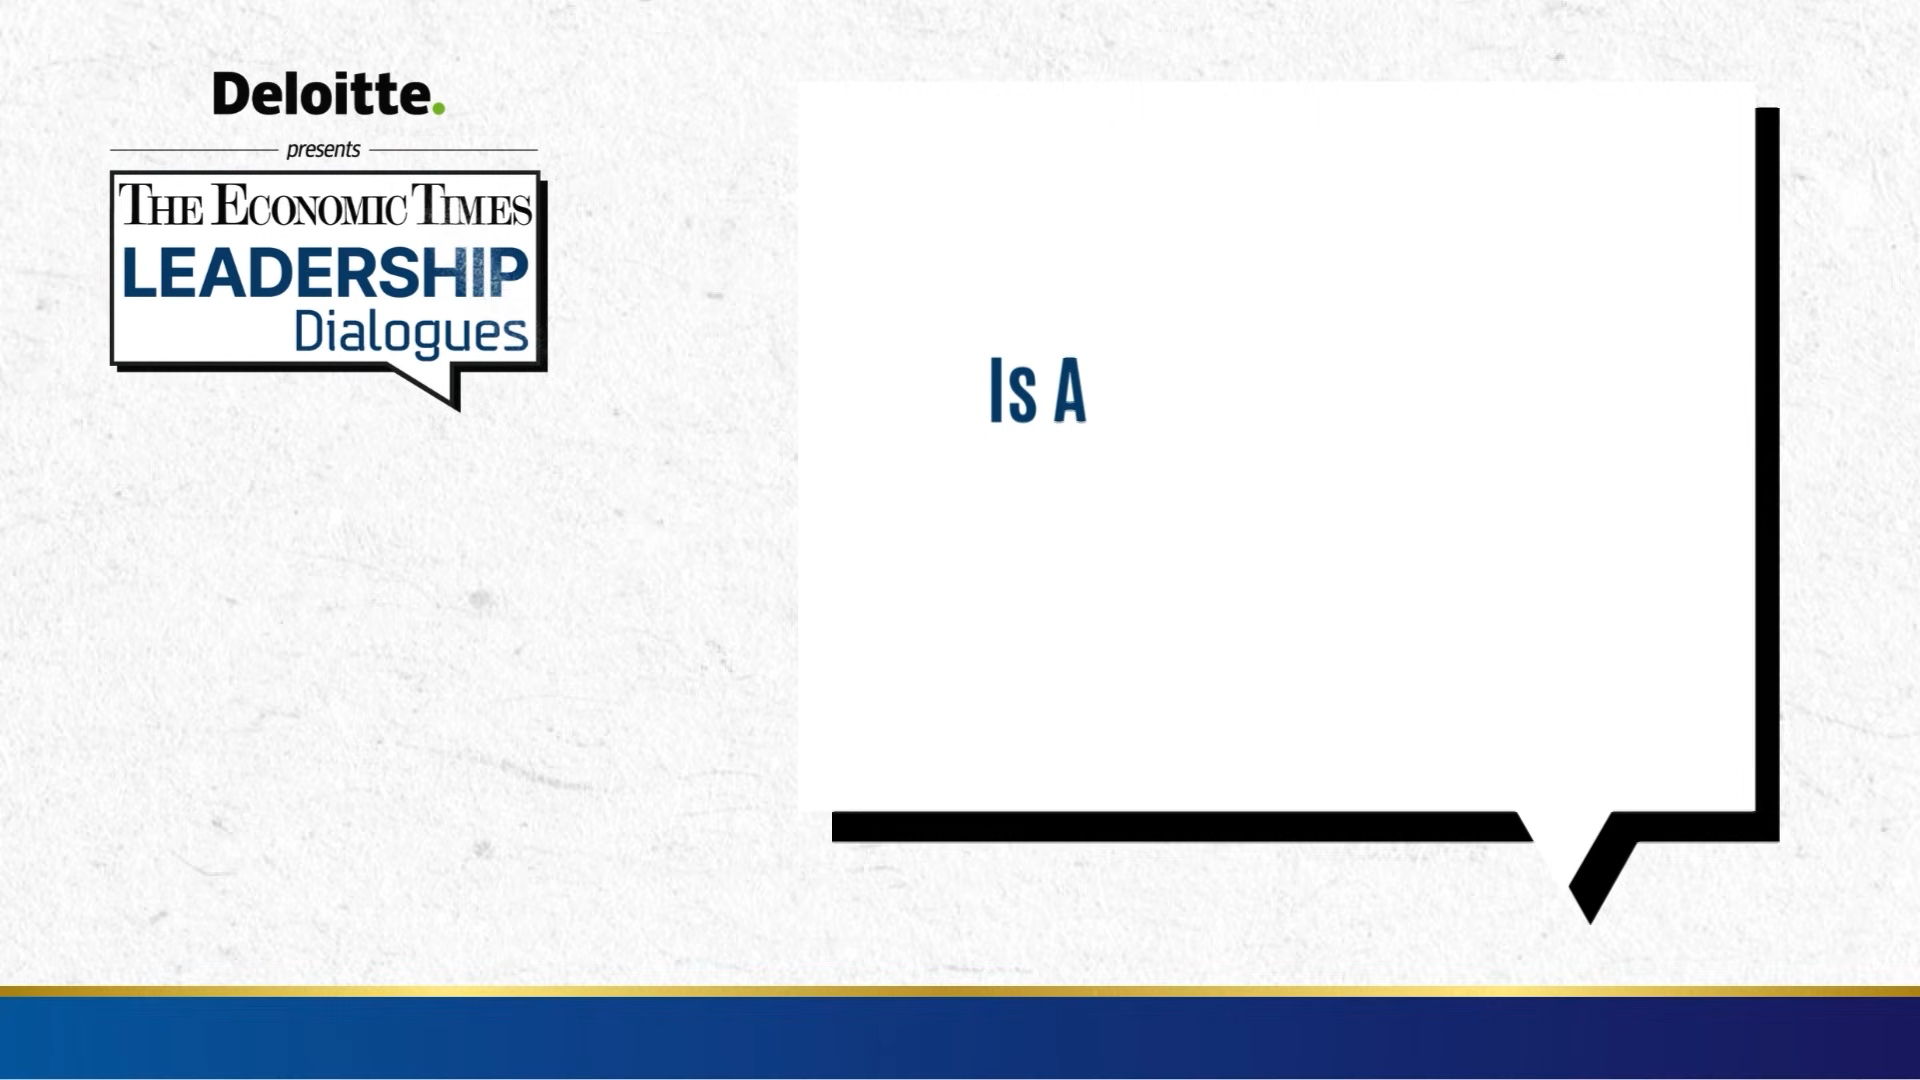 Deloitte.
presents
THE ECONOMIC TIMES
LEADERSHIP
Dialogues
Is A